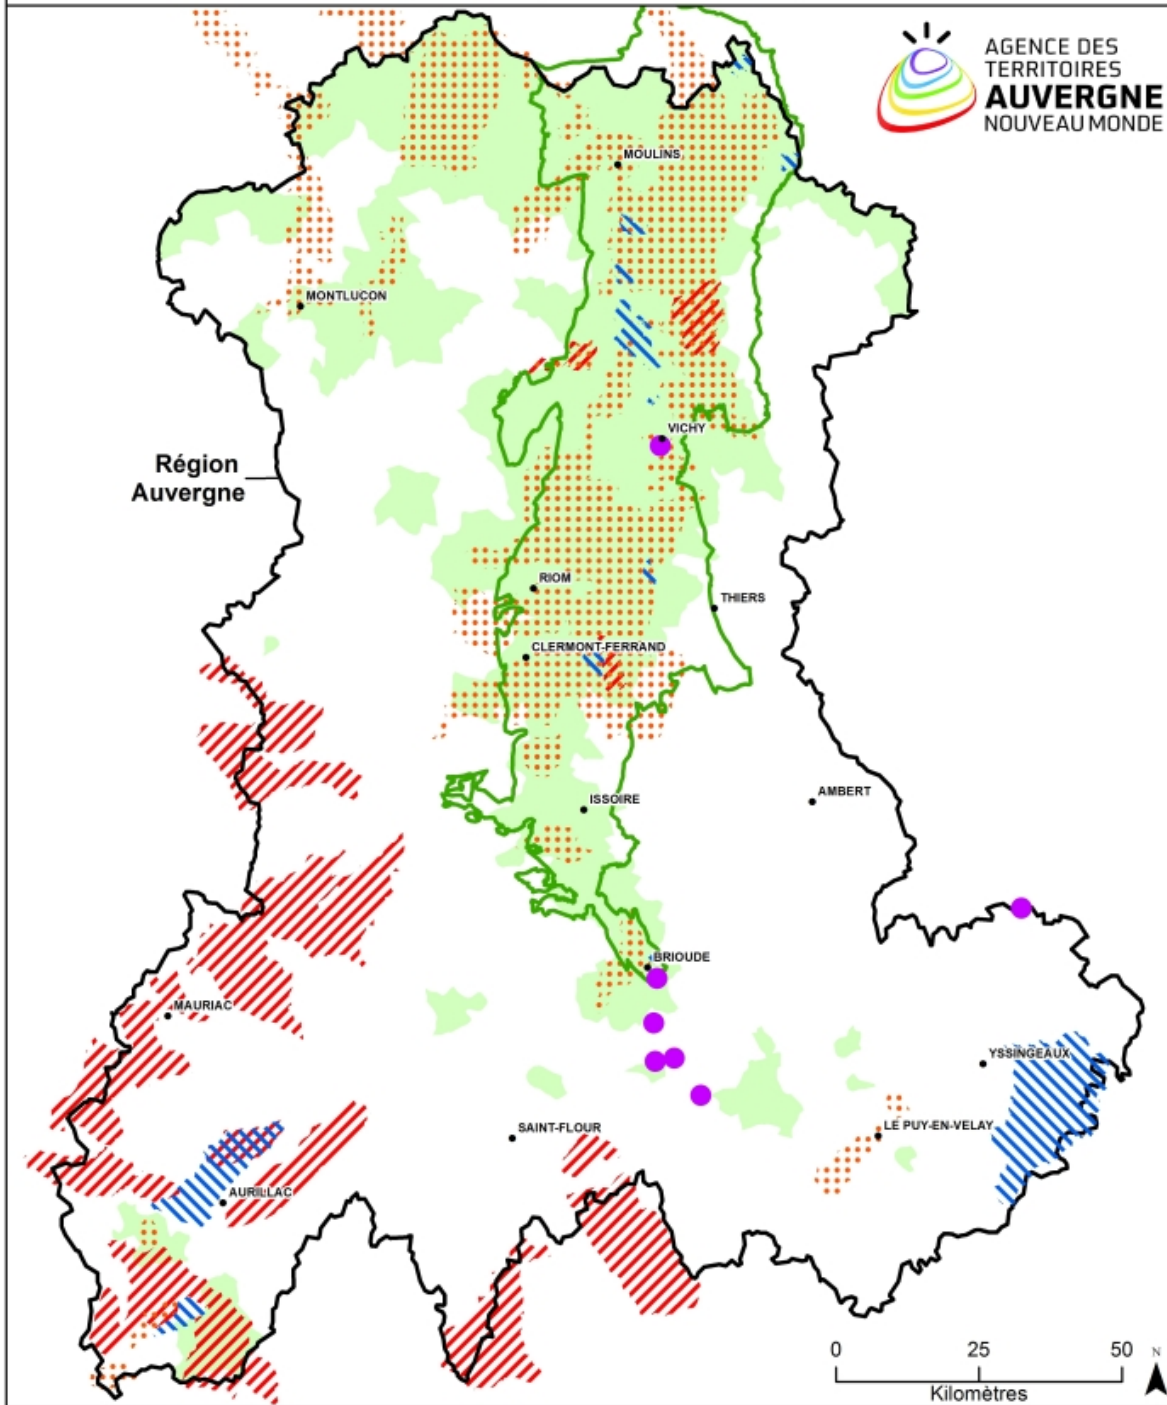 AGENCE DES
TERRITOIRES
AUVERGNE
NOUVEAU MONDE
MOULINS
MONTLUCON
VICHY
Région
Auvergne
RIOM
THIERS
CLERMONT-FERRAND
ISSOIRE
AMBERT
BRIOUDE
MAURIAC
YSSINGEAUX
SAINT-FLOUR
LE PUY-EN-VELAY
AURILLAC
0 25 50 N
Kilomètres